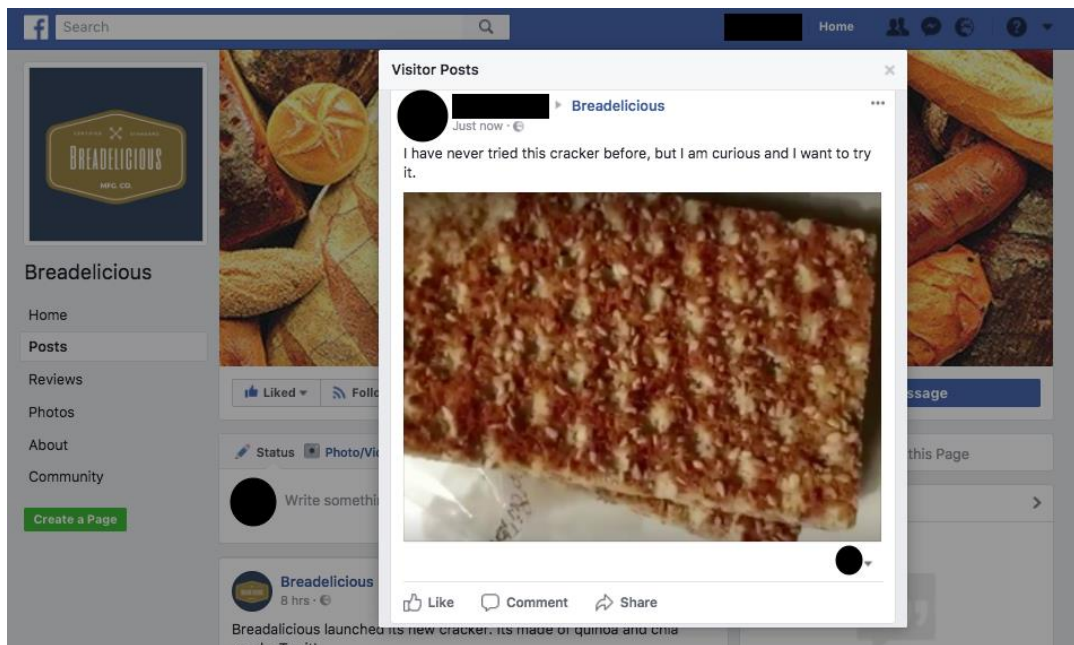 Search
Home
Visitor Posts
Breadelicious
Just now
I have never tried this cracker before, but I am curious and I want to try
it.
BREADELICIOUS
MFG. CO.
Breadelicious
Home
Posts
Reviews
Photos
About
Community
Create a Page
Liked
Follo
ssage
Status Photo/Vid
this Page
Write somethi
Breadelicious
8 hrs
Breadalicious launched its new cracker. Its made of quinoa and chia
Like Comment Share